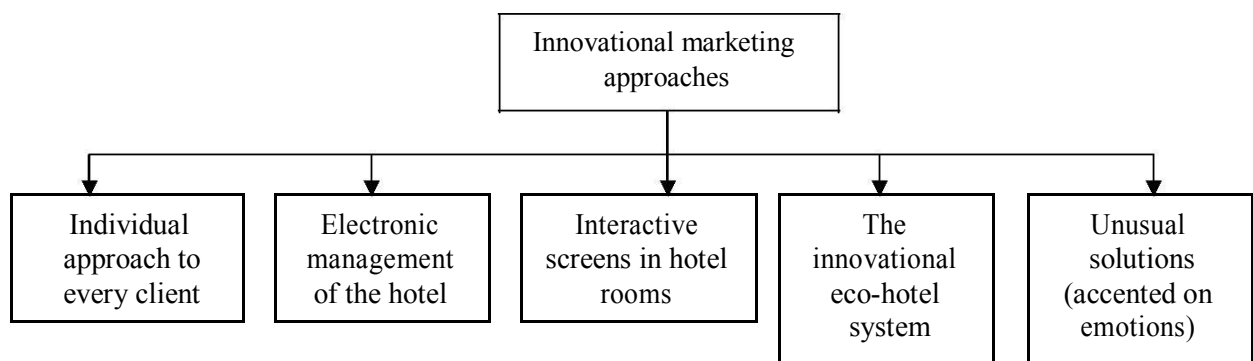 Innovational marketing
approaches
Individual
approach to
every client
Electronic
management
of the hotel
Interactive
screens in hotel
rooms
The
innovational
eco-hotel
system
Unusual
solutions
(accented on
emotions)